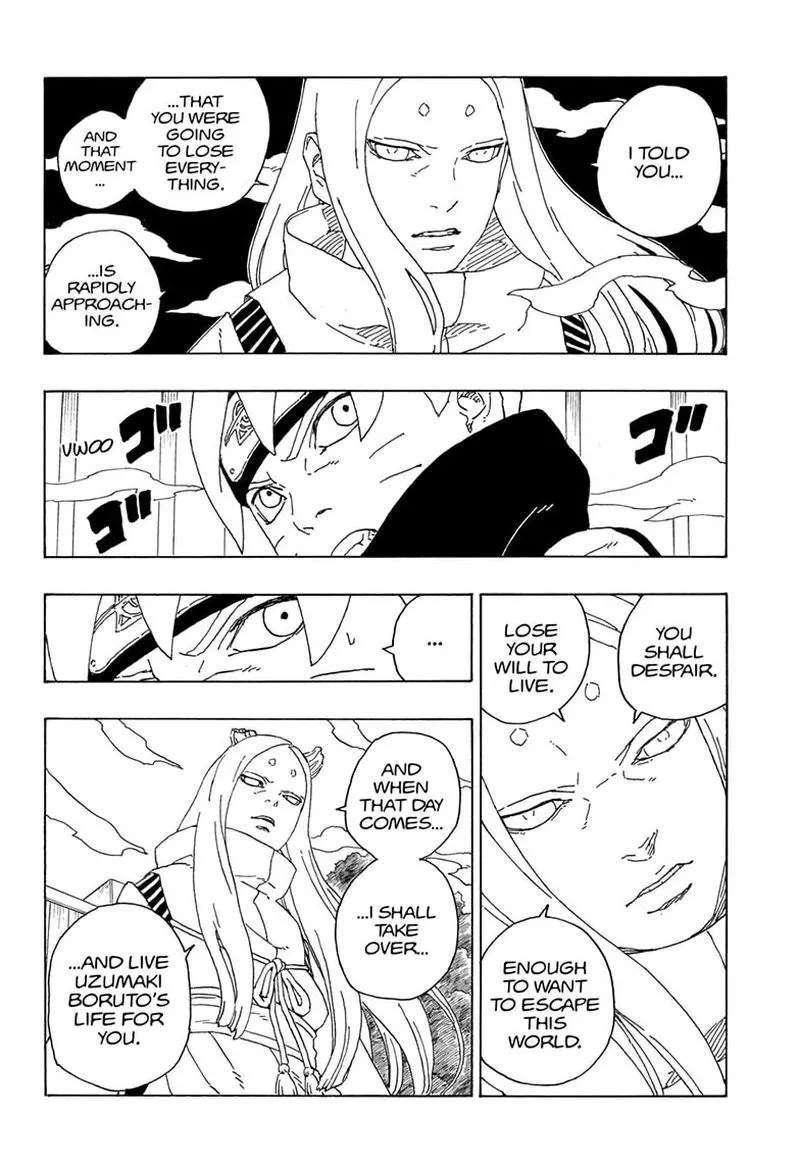 I TOLD
YOU...
...THAT
YOU WERE
GOING
TO LOSE
EVERY-
THING.
AND
THAT
MOMENT
...
...IS
RAPIDLY
APPROACH-
ING.
ゴ"
VWOO
ゴ"
ゴ"
YOU
SHALL
DESPAIR.
LOSE
YOUR
WILL TO
LIVE.
ENOUGH
TO WANT
TO ESCAPE
THIS
WORLD.
...
AND
WHEN
THAT DAY
COMES...
...I SHALL
TAKE
OVER...
...AND LIVE
UZUMAKI
BORUTO'S
LIFE FOR
YOU.